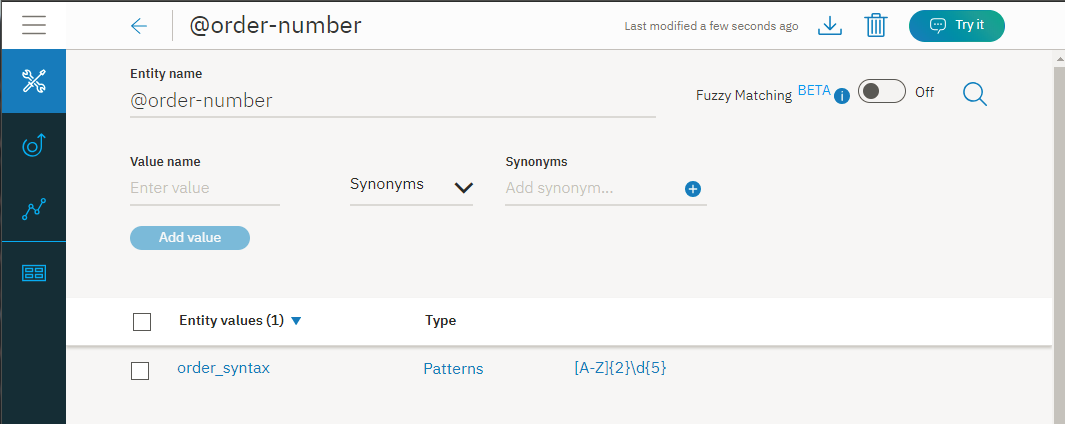 @order-number
Last modified a few seconds ago
Try it
Entity name
@order-number
Fuzzy Matching BETA i Off
Value name
Synonyms
Enter value
Synonyms
Add synonym...
Add value
Entity values (1) Type
order_syntax Patterns [A-Z]{2}\d{5}